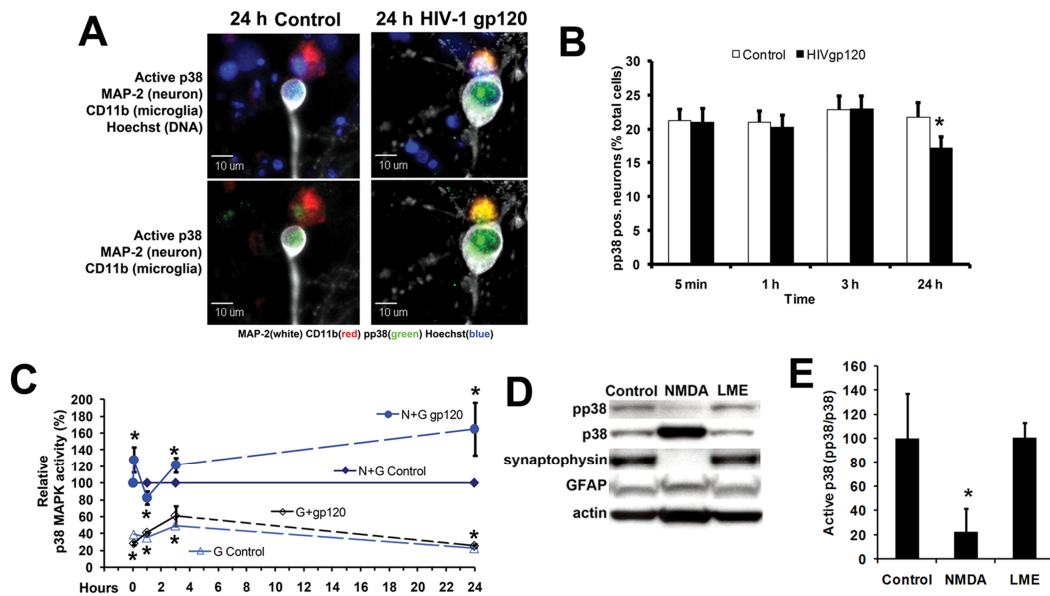 A
24 h Control
24 h HIV-1 gp120
Active p38
MAP-2 (neuron)
CD11b (microglia)
Hoechst (DNA)
10 um
10 um
Active p38
MAP-2 (neuron)
CD11b (microglia)
10 um
10 um
MAP-2(white) CD11b(red) pp38(green) Hoechst(blue)
B
Control
HIVgp120
pp38 pos. neurons (% total cells)
35
30
25
20
15
10
5
0
*
5 min
1 h
3 h
24 h
Time
C
Relative
p38 MAPK activity (%)
200
180
160
140
120
100
80
60
40
20
0
*
*
*
N+G gp120
N+G Control
*
G+gp120
*
*
*
G Control
Hours
0 2 4 6 8 10 12 14 16 18 20 22 24
D
Control NMDA LME
pp38
p38
synaptophysin
GFAP
actin
E
Active p38 (pp38/p38)
160
140
120
100
80
60
40
20
0
*
Control
NMDA
LME